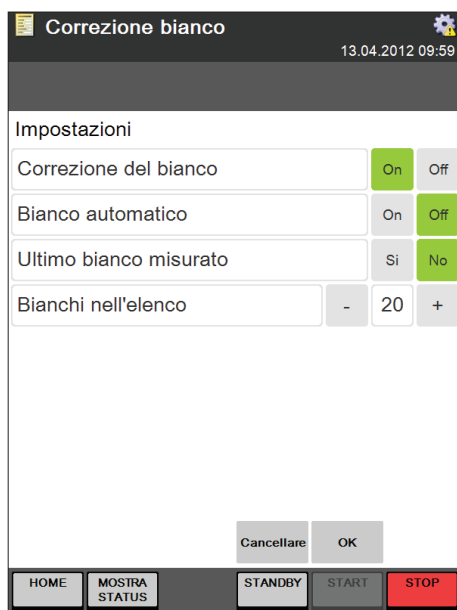 Correzione bianco
13.04.2012 09:59
Impostazioni
Correzione del bianco On Off
Bianco automatico On Off
Ultimo bianco misurato Si No
Bianchi nell'elenco - 20 +
Cancellare OK
HOME MOSTRA STATUS STANDBY START STOP